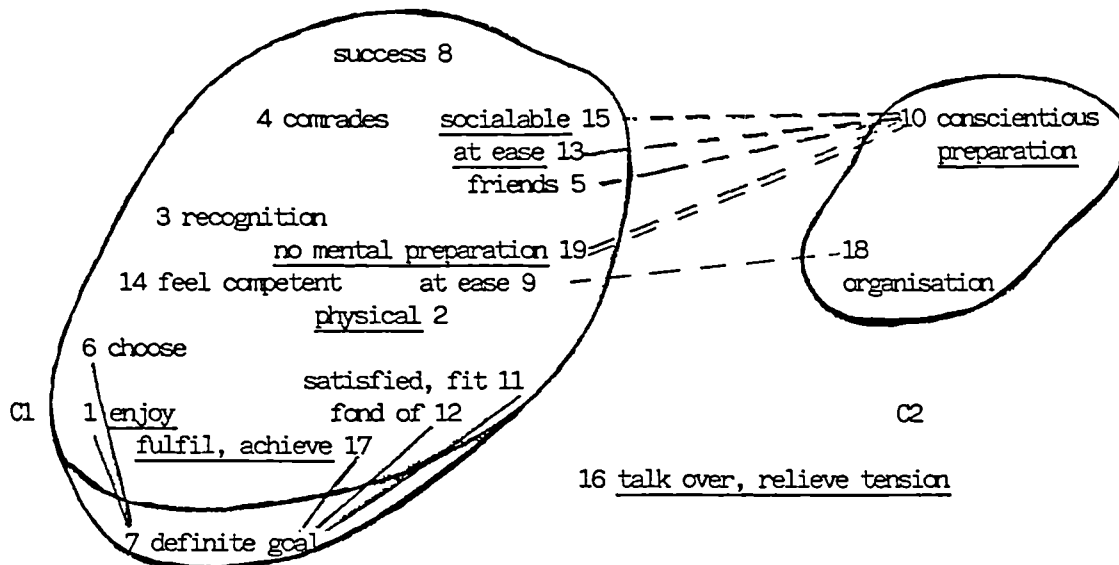 success 8
4 comrades socialable 15 10 conscientious
at ease 13 preparation
friends 5
3 recognition
no mental preparation 19 18
14 feel competent at ease 9 organisation
physical 2
6 choose
satisfied, fit 11
C1 1 enjoy fond of 12 C2
fulfil, achieve 17
16 talk over, relieve tension
7 definite goal